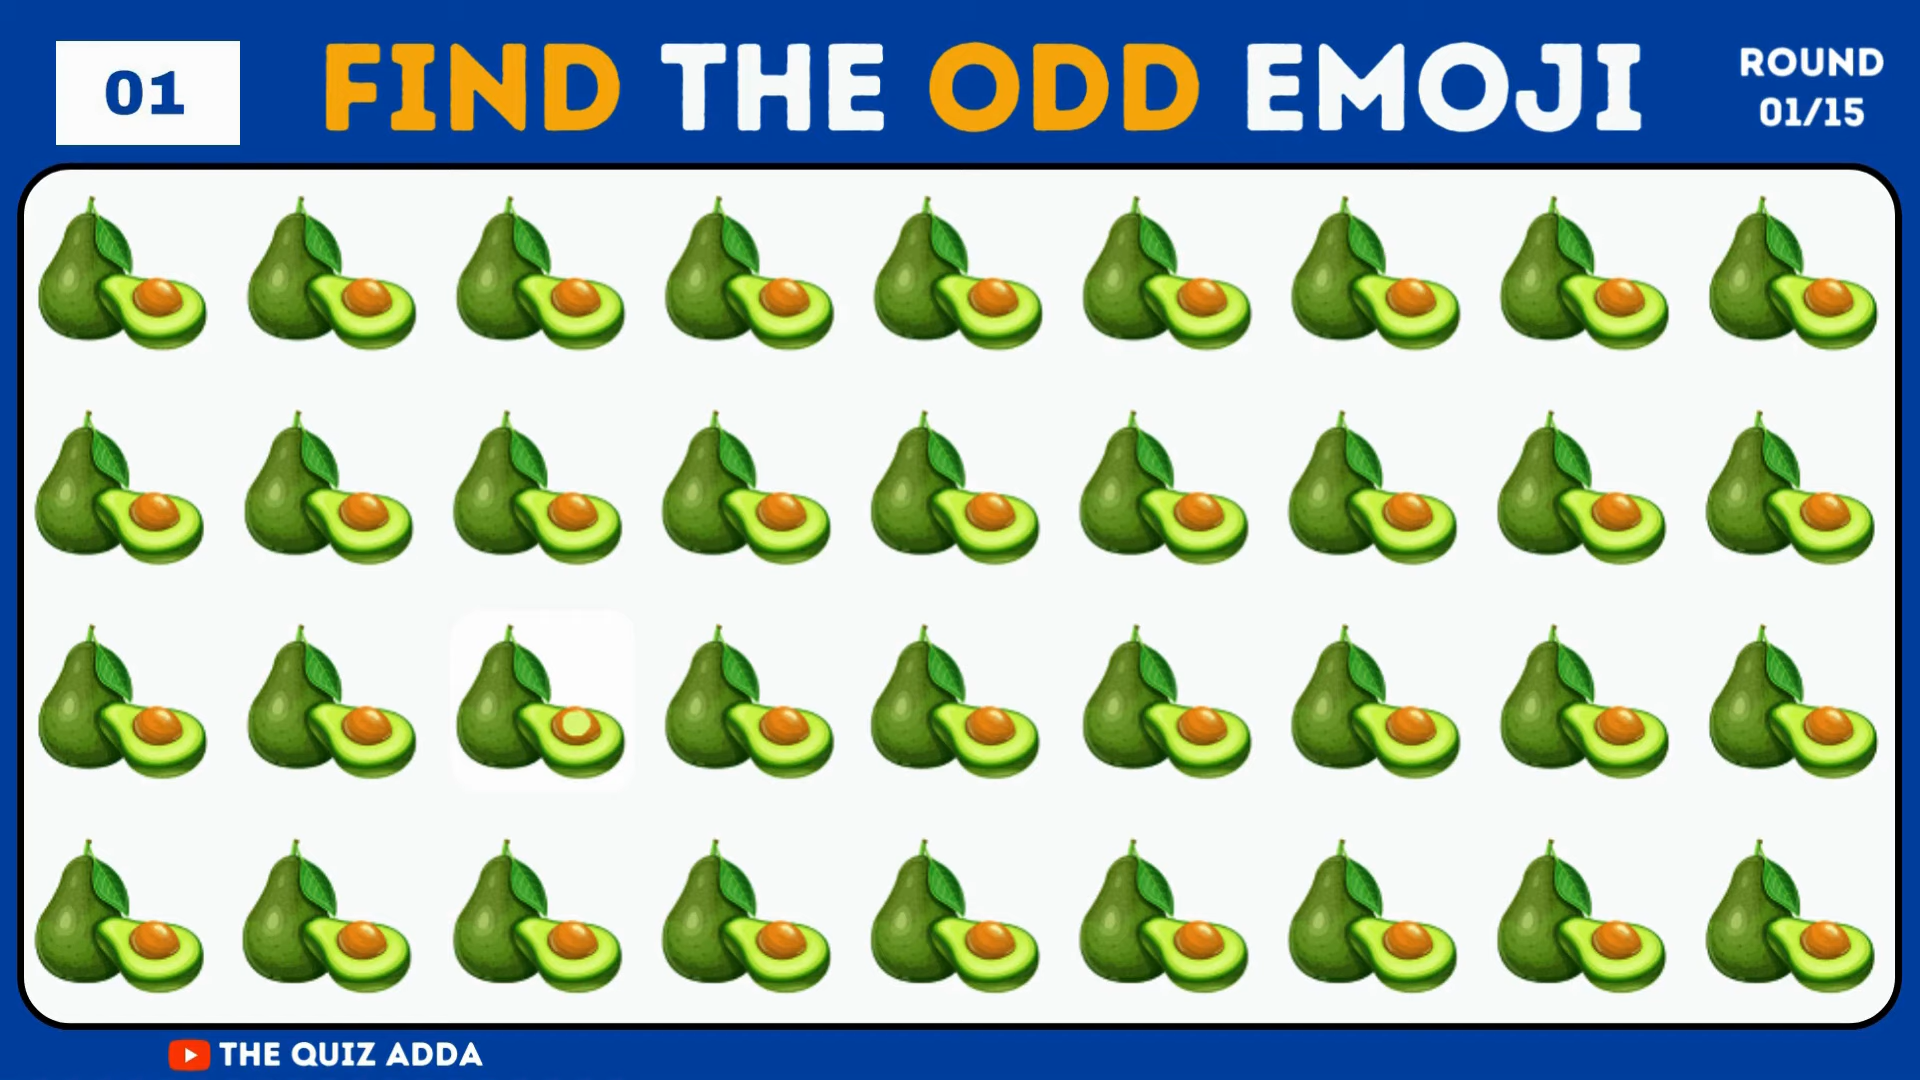 01
FIND THE ODD EMOJI
ROUND
01/15
THE QUIZ ADDA